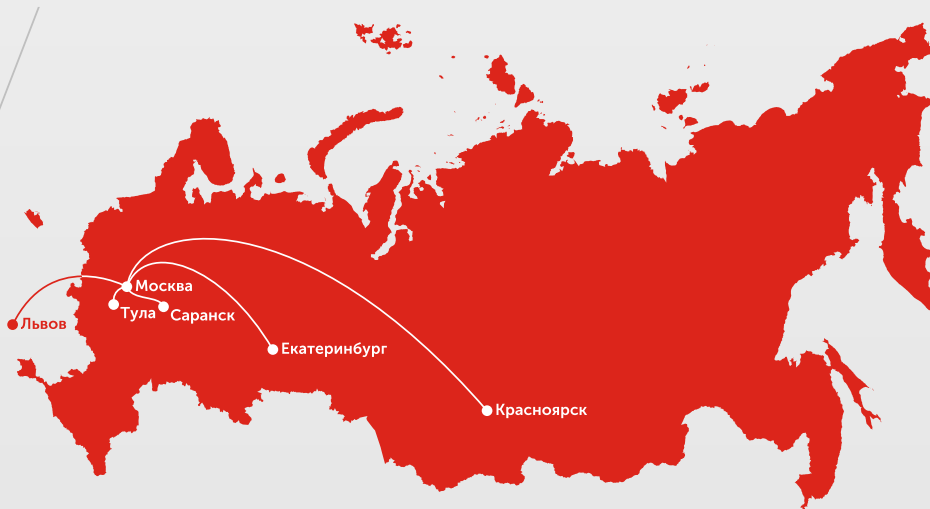 Москва
Тула
Саранск
Львов
Екатеринбург
Красноярск